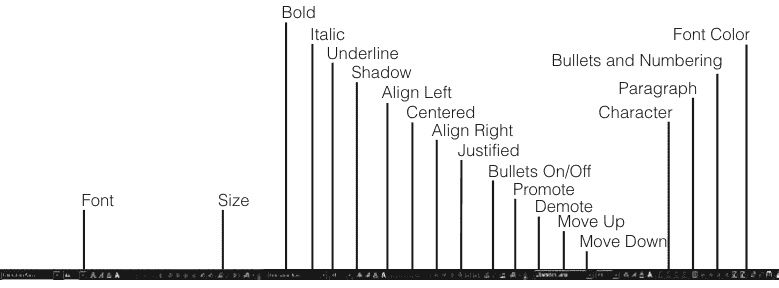 Bold
Italic
Font Color
Underline
Bullets and Numbering
Shadow
Align Left
Paragraph
Centered
Character
Align Right
Justified
Bullets On/Off
Promote
Font
Size
Demote
Move Up
Move Down